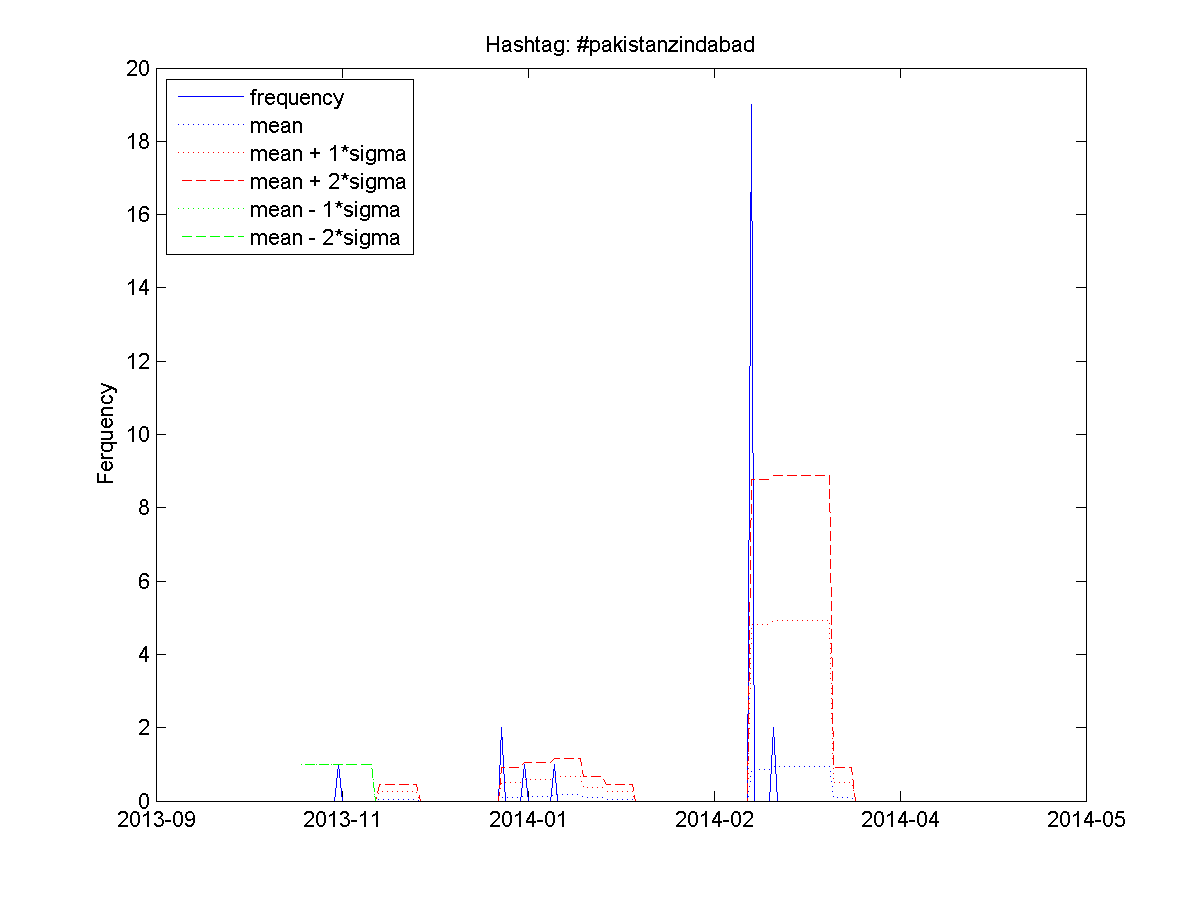 Hashtag: #pakistanzindabad
20
18
16
14
12
10
8
6
4
2
0
Ferquency
frequency
mean
mean + 1*sigma
mean + 2*sigma
mean - 1*sigma
mean - 2*sigma
2013-09 2013-11 2014-01 2014-02 2014-04 2014-05